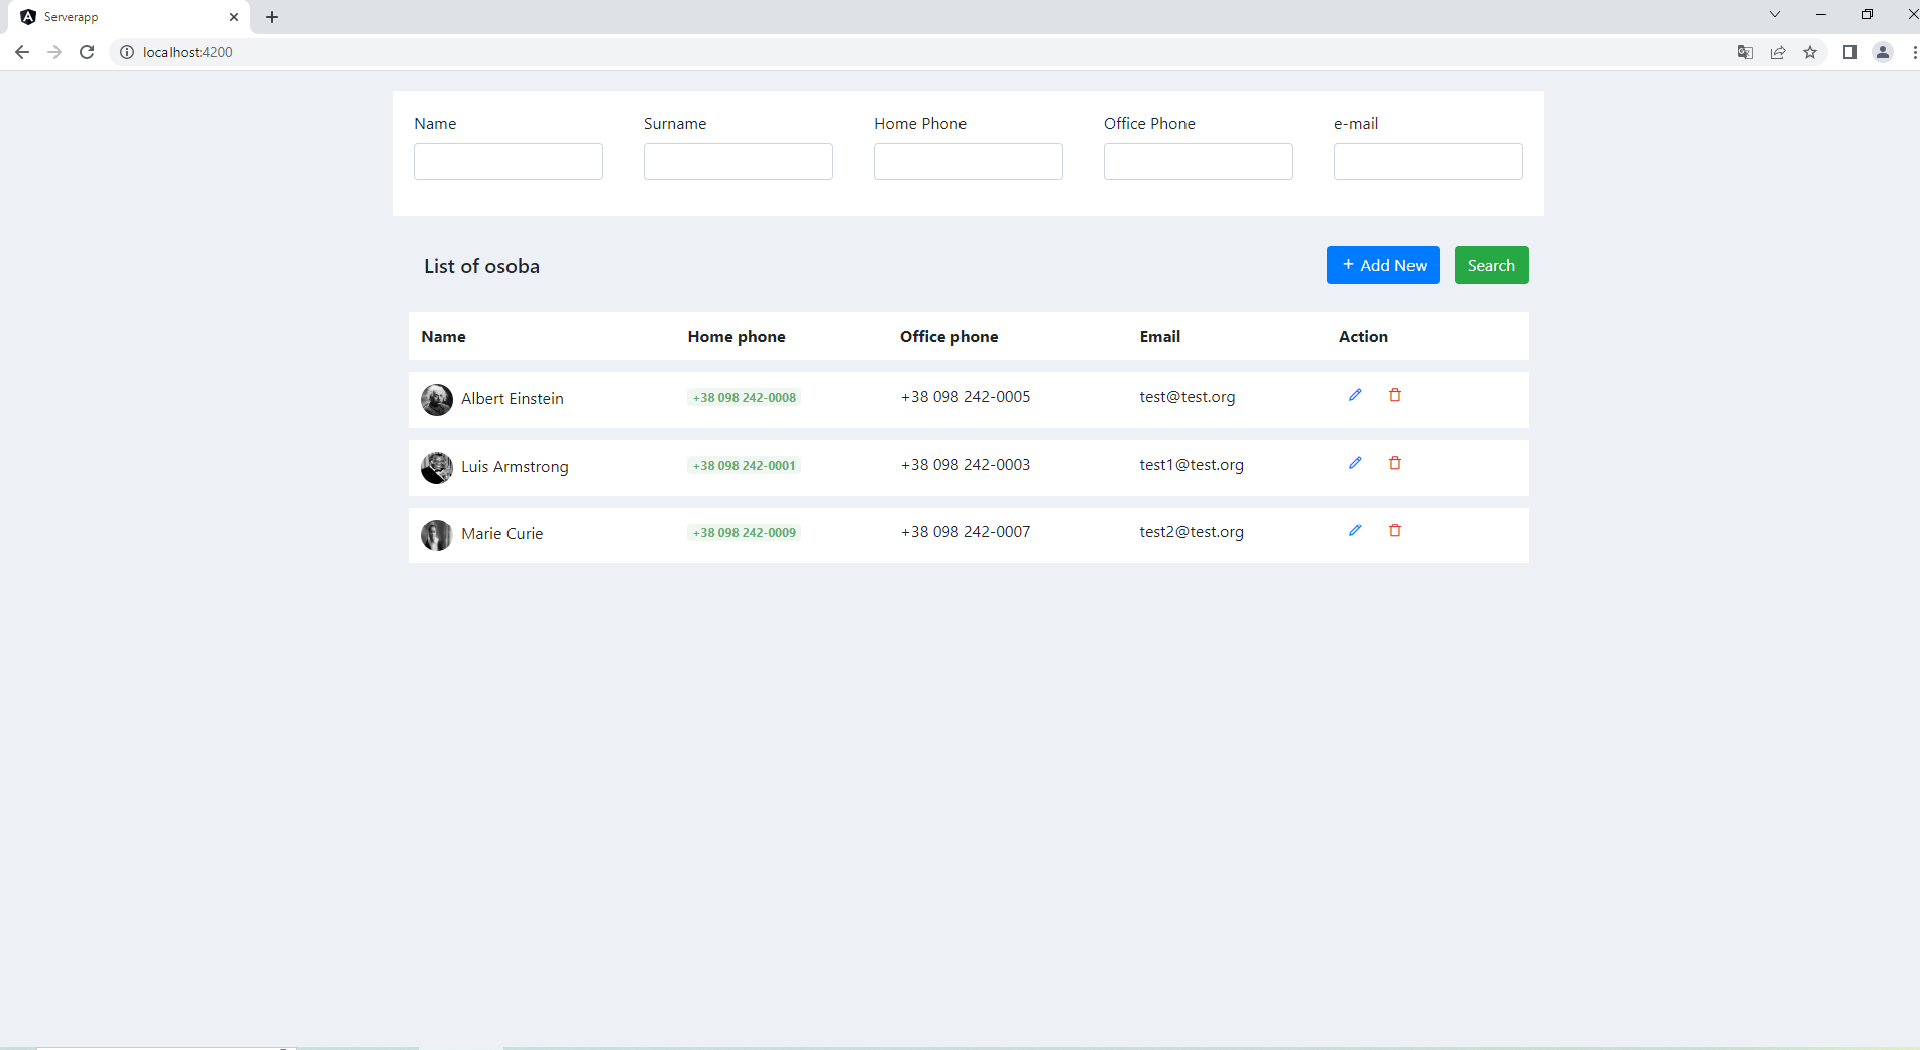 Serverapp
localhost:4200
Name Surname Home Phone Office Phone e-mail
List of osoba
+ Add New Search
Name Home phone Office phone Email Action
Albert Einstein +38 098 242-0008 +38 098 242-0005 test@test.org
Luis Armstrong +38 098 242-0001 +38 098 242-0003 test1@test.org
Marie Curie +38 098 242-0009 +38 098 242-0007 test2@test.org